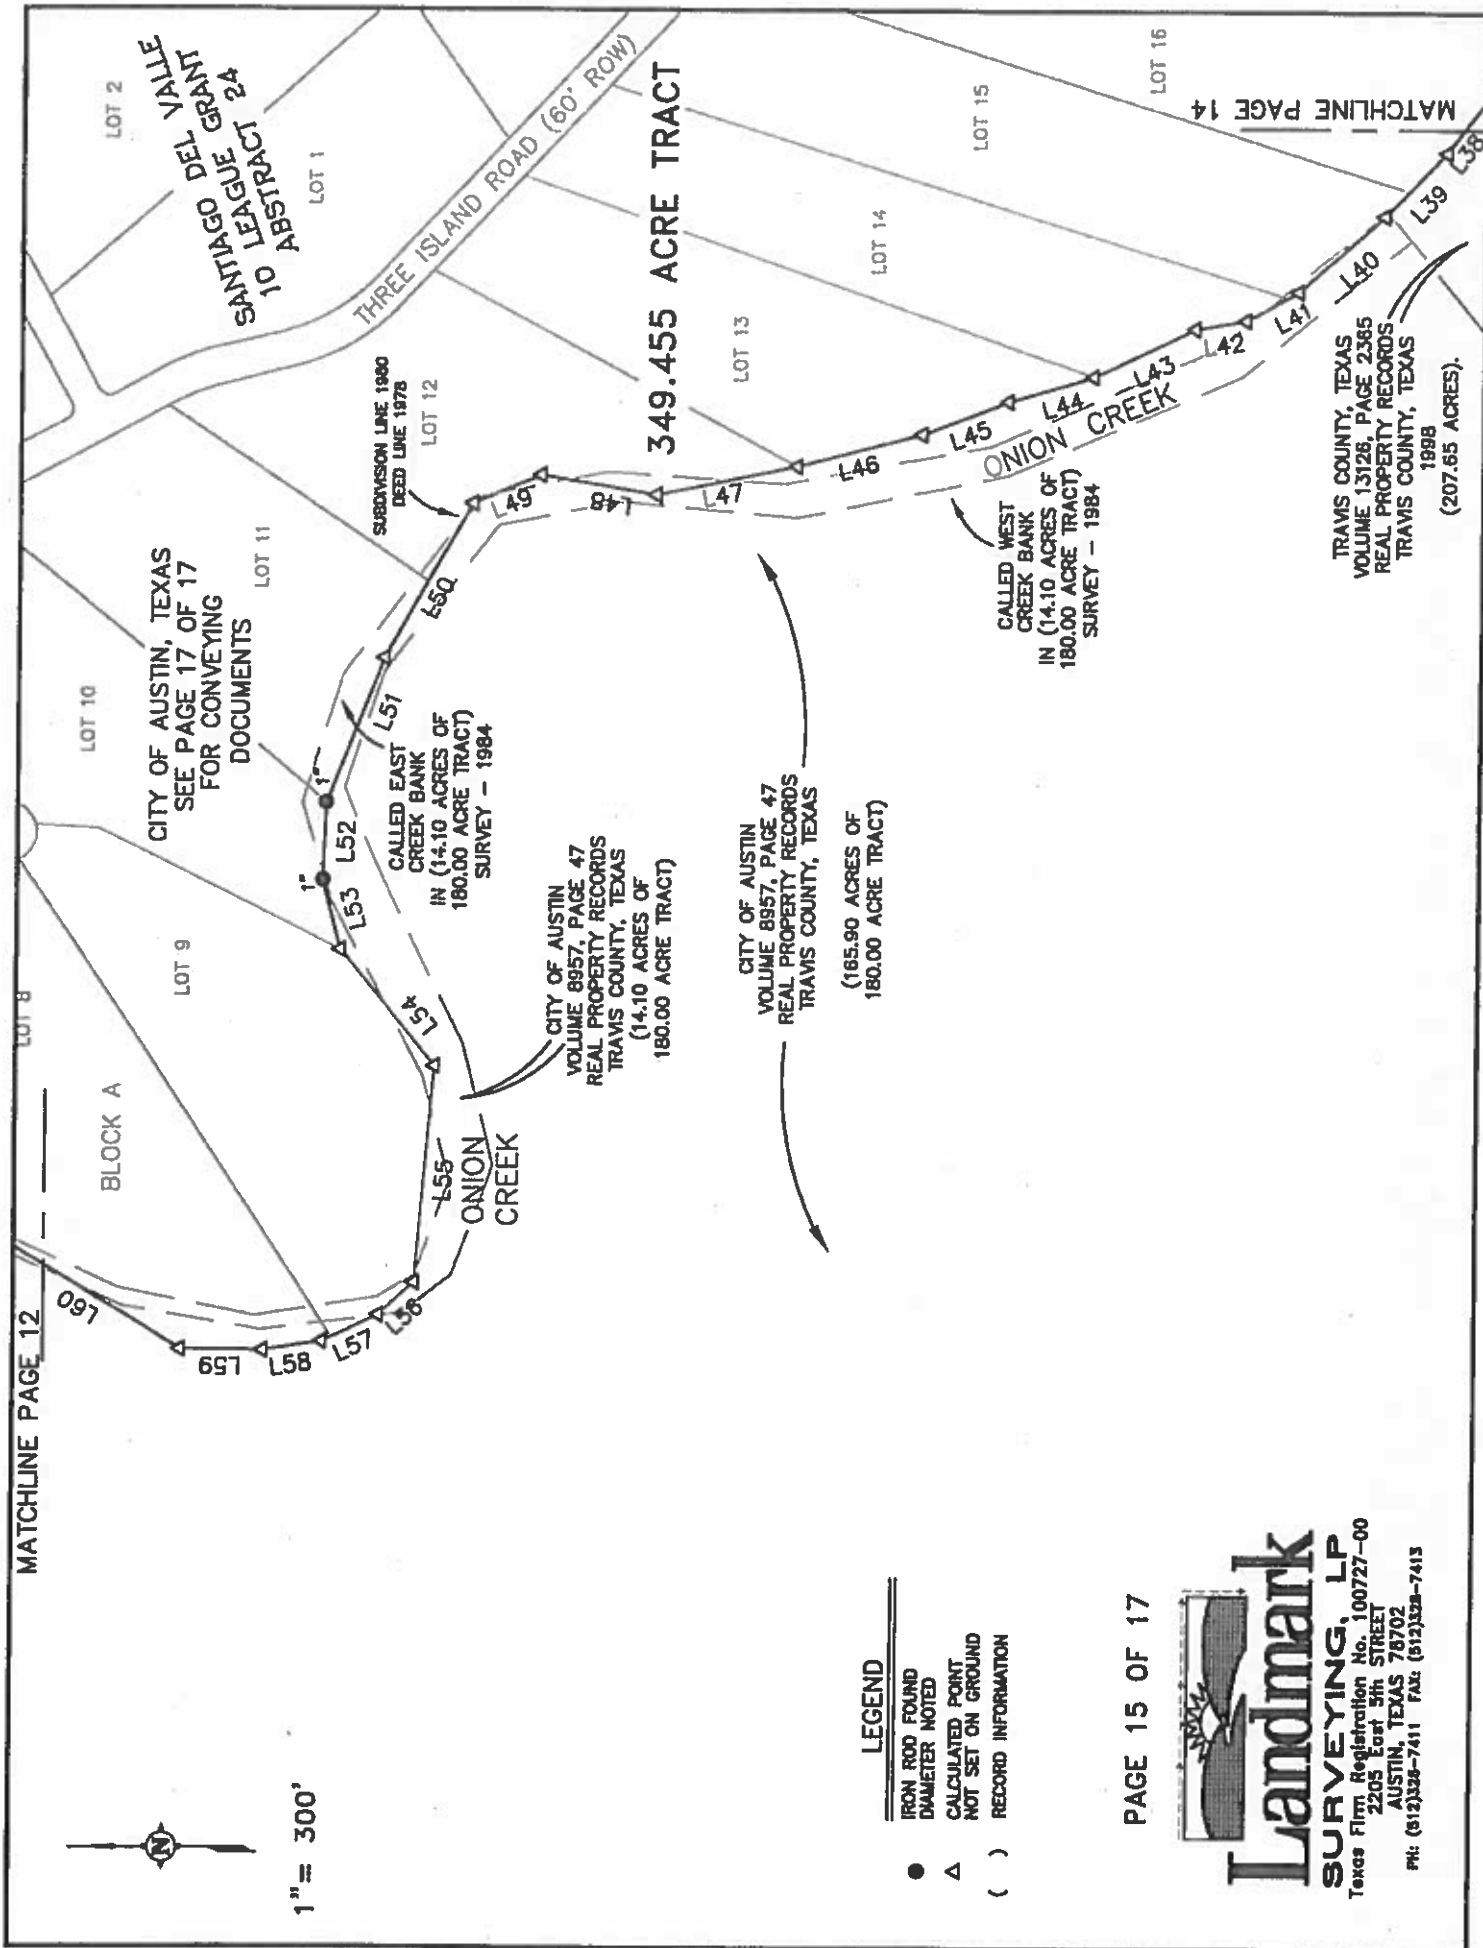 MATCHLINE PAGE 12
1"= 300'
N
SANTIAGO DEL VALLE
10 LEAGUE GRANT
ABSTRACT 24
LOT 2
LOT 1
THREE ISLAND ROAD (60' ROW)
349.455 ACRE TRACT
LOT 8
BLOCK A
LOT 9
LOT 10
LOT 11
LOT 12
LOT 13
LOT 14
LOT 15
LOT 16
MATCHLINE PAGE 14
CITY OF AUSTIN, TEXAS
SEE PAGE 17 OF 17
FOR CONVEYING
DOCUMENTS
SUBDIVISION LINE 1980
DEED LINE 1978
L60
L59
L58
L57
L56
L55
L54
L53
1"
L52
1"
L51
L50
L49
L48
L47
L46
L45
L44
L43
L42
L41
L40
L39
L38
ONION
CREEK
ONION CREEK
CALLED EAST
CREEK BANK
IN (14.10 ACRES OF
180.00 ACRE TRACT)
SURVEY - 1984
CITY OF AUSTIN
VOLUME 8957, PAGE 47
REAL PROPERTY RECORDS
TRAVIS COUNTY, TEXAS
(14.10 ACRES OF
180.00 ACRE TRACT)
CITY OF AUSTIN
VOLUME 8957, PAGE 47
REAL PROPERTY RECORDS
TRAVIS COUNTY, TEXAS
(165.90 ACRES OF
180.00 ACRE TRACT)
CALLED WEST
CREEK BANK
IN (14.10 ACRES OF
180.00 ACRE TRACT)
SURVEY - 1984
TRAVIS COUNTY, TEXAS
VOLUME 13126, PAGE 2365
REAL PROPERTY RECORDS
TRAVIS COUNTY, TEXAS
1998
(207.65 ACRES).
LEGEND
IRON ROD FOUND
DIAMETER NOTED
CALCULATED POINT
NOT SET ON GROUND
( ) RECORD INFORMATION
PAGE 15 OF 17
Landmark
SURVEYING, LP
Texas Firm Registration No. 100727-00
2205 East 5th STREET
AUSTIN, TEXAS 78702
PH: (512)328-7411 FAX: (512)328-7413